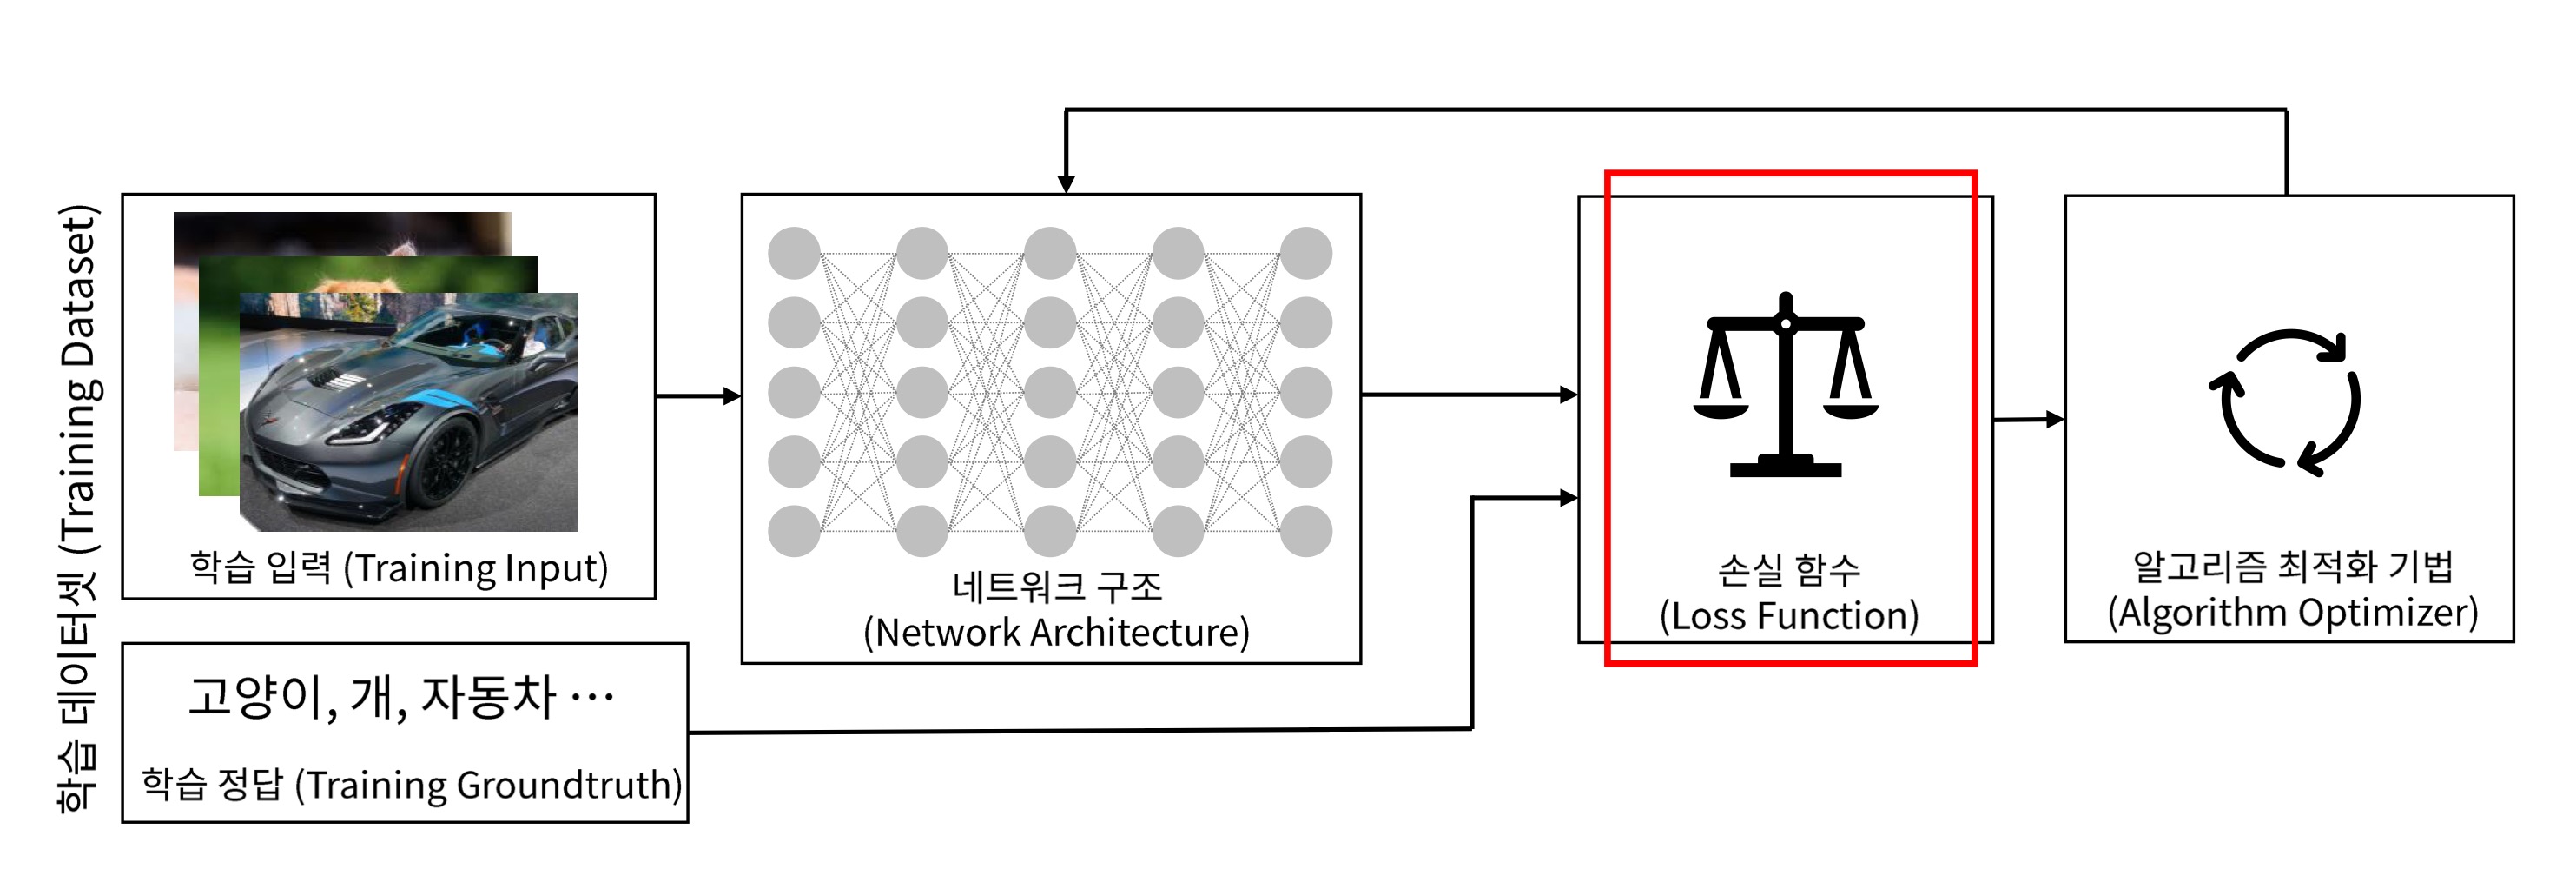 학습 데이터셋 (Training Dataset)
학습 입력 (Training Input)
고양이, 개, 자동차 ⋯
학습 정답 (Training Groundtruth)
네트워크 구조
(Network Architecture)
손실 함수
(Loss Function)
알고리즘 최적화 기법
(Algorithm Optimizer)